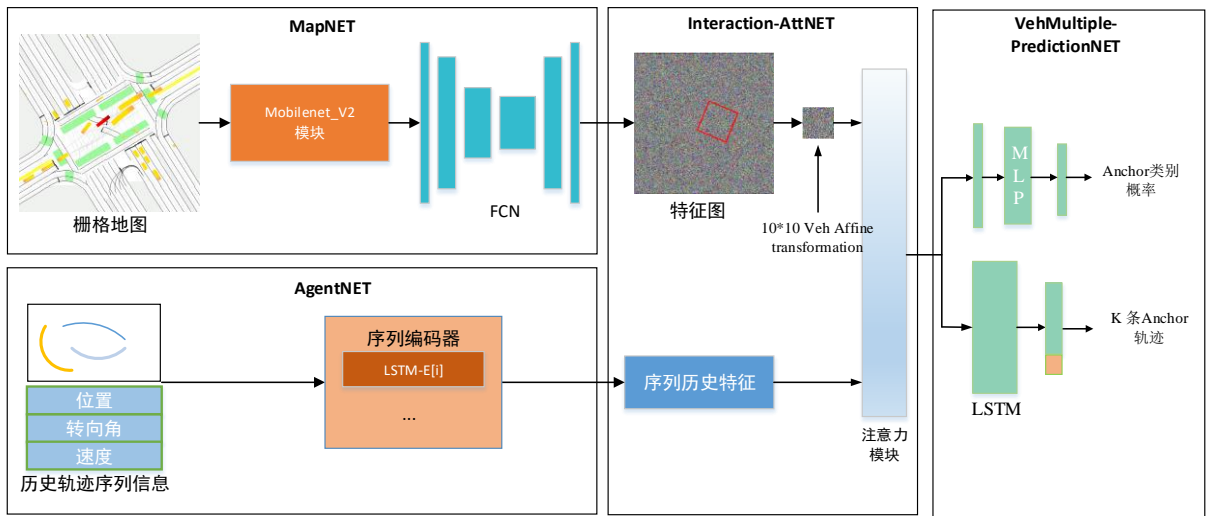 MapNET
Mobilenet_V2
模块
栅格地图
FCN
AgentNET
序列编码器
LSTM-E[i]
...
位置
转向角
速度
历史轨迹序列信息
Interaction-AttNET
特征图
10*10 Veh Affine
transformation
序列历史特征
注意力
模块
VehMultiple-
PredictionNET
M
L
P
Anchor类别
概率
K 条Anchor
轨迹
LSTM